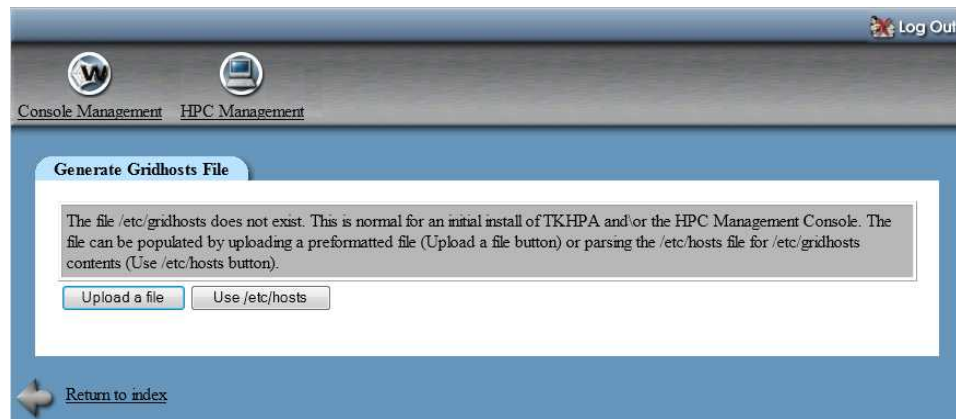 Log Out
W
Console Management HPC Management
Generate Gridhosts File
The file /etc/gridhosts does not exist. This is normal for an initial install of TKHPA and\or the HPC Management Console. The
file can be populated by uploading a preformatted file (Upload a file button) or parsing the /etc/hosts file for /etc/gridhosts
contents (Use /etc/hosts button).
Upload a file Use /etc/hosts
Return to index